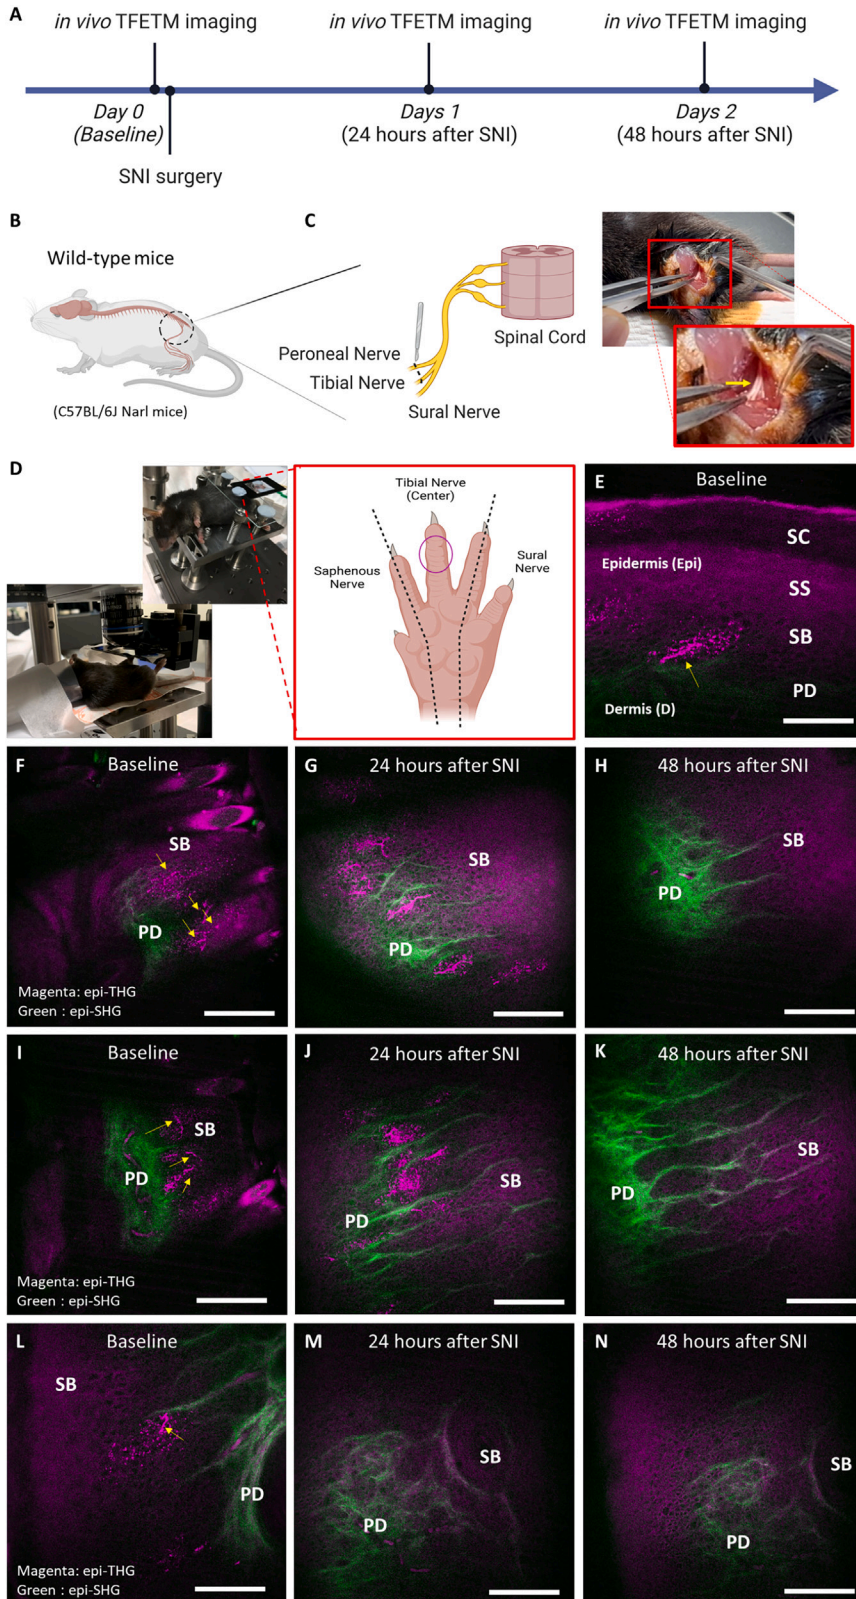 A
in vivo TFETM imaging
in vivo TFETM imaging
in vivo TFETM imaging
Day 0
(Baseline)
Days 1
(24 hours after SNI)
Days 2
(48 hours after SNI)
SNI surgery
B
Wild-type mice
(C57BL/6J Narl mice)
C
Spinal Cord
Peroneal Nerve
Tibial Nerve
Sural Nerve
D
Tibial Nerve
(Center)
Saphenous
Nerve
Sural
Nerve
E
Baseline
SC
Epidermis (Epi)
SS
SB
PD
Dermis (D)
F
Baseline
SB
PD
Magenta: epi-THG
Green : epi-SHG
G
24 hours after SNI
SB
PD
H
48 hours after SNI
SB
PD
I
Baseline
SB
PD
Magenta: epi-THG
Green : epi-SHG
J
24 hours after SNI
SB
PD
K
48 hours after SNI
SB
PD
L
Baseline
SB
PD
Magenta: epi-THG
Green : epi-SHG
M
24 hours after SNI
SB
PD
N
48 hours after SNI
SB
PD